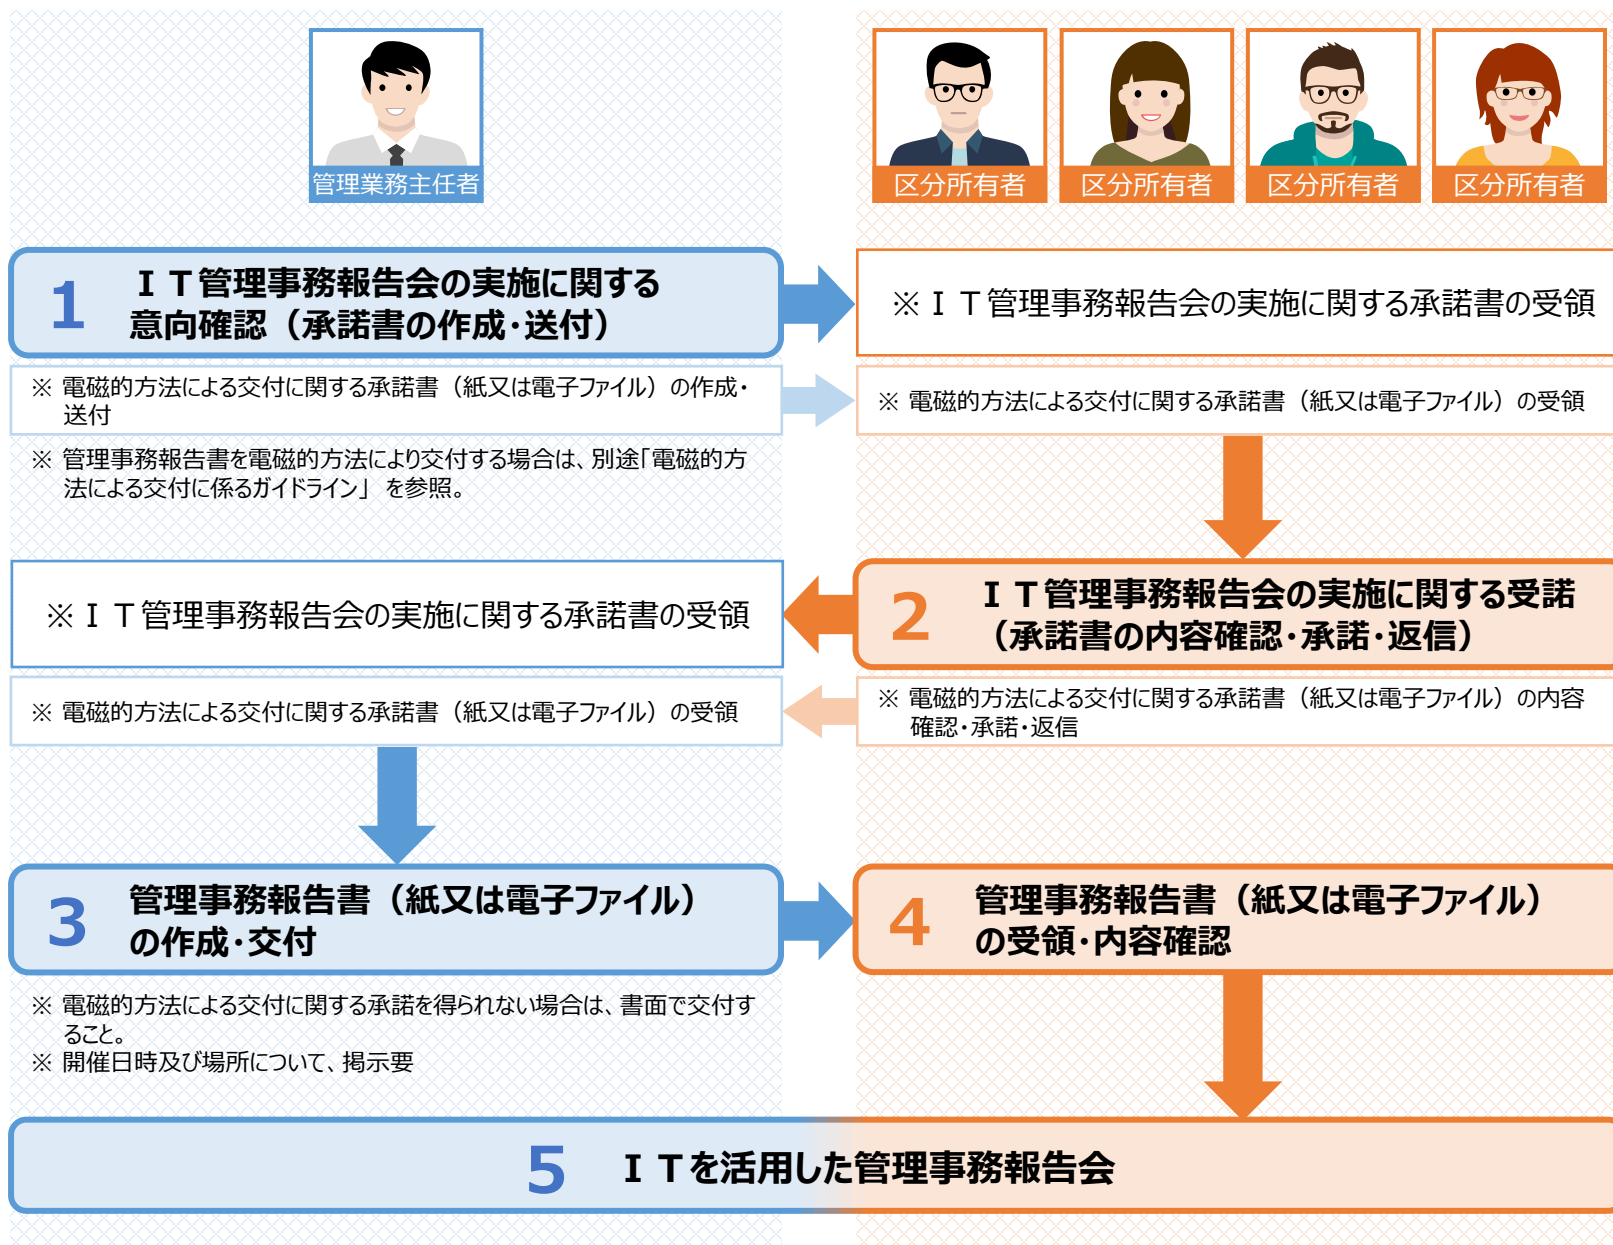 管理業務主任者
区分所有者
区分所有者
区分所有者
区分所有者
1
ＩＴ管理事務報告会の実施に関する
意向確認（承諾書の作成・送付）
※ＩＴ管理事務報告会の実施に関する承諾書の受領
※ 電磁的方法による交付に関する承諾書（紙又は電子ファイル）の作成・
送付
※ 電磁的方法による交付に関する承諾書（紙又は電子ファイル）の受領
※ 管理事務報告書を電磁的方法により交付する場合は、別途「電磁的方
法による交付に係るガイドライン」 を参照。
※ＩＴ管理事務報告会の実施に関する承諾書の受領
2
ＩＴ管理事務報告会の実施に関する受諾
（承諾書の内容確認・承諾・返信）
※ 電磁的方法による交付に関する承諾書（紙又は電子ファイル）の受領
※ 電磁的方法による交付に関する承諾書（紙又は電子ファイル）の内容
確認・承諾・返信
3
管理事務報告書（紙又は電子ファイル）
の作成・交付
4
管理事務報告書（紙又は電子ファイル）
の受領・内容確認
※ 電磁的方法による交付に関する承諾を得られない場合は、書面で交付す
ること。
※ 開催日時及び場所について、掲示要
5
ＩＴを活用した管理事務報告会